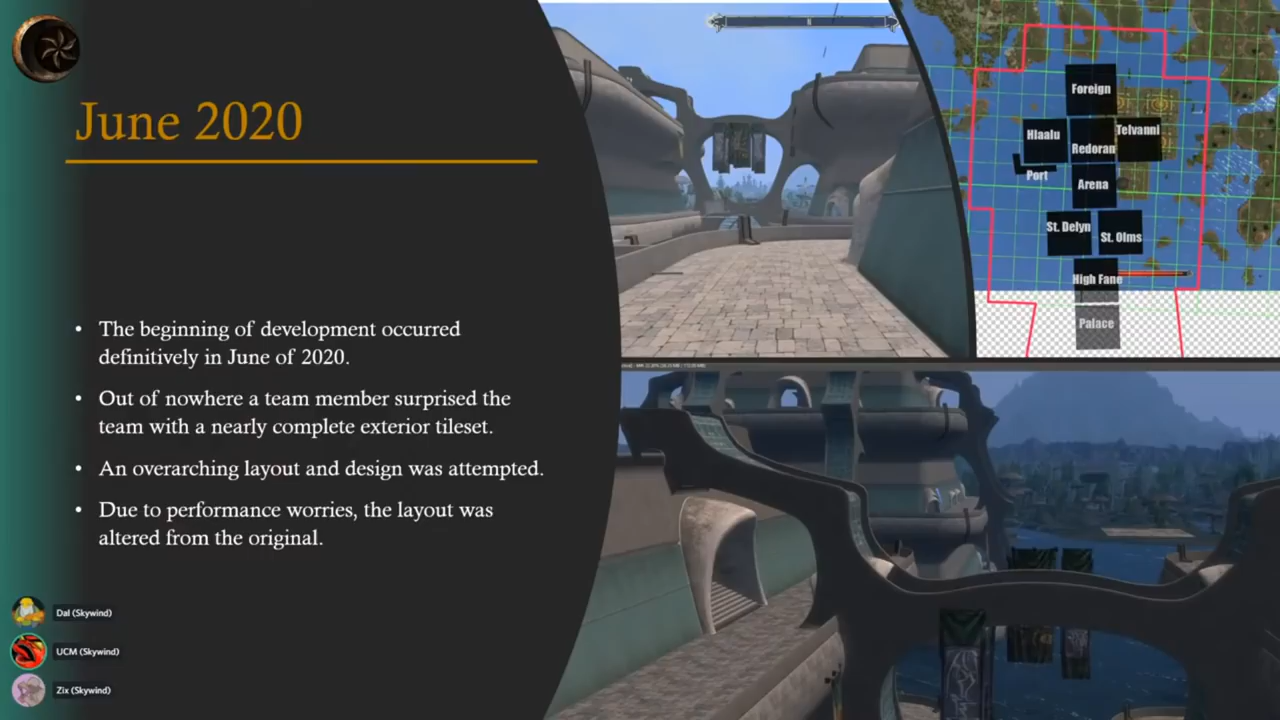 June 2020
• The beginning of development occurred
definitively in June of 2020.
• Out of nowhere a team member surprised the
team with a nearly complete exterior tileset.
• An overarching layout and design was attempted.
• Due to performance worries, the layout was
altered from the original.
Dal (Skywind)
UCM (Skywind)
Zix (Skywind)
N
Foreign
Hlaalu
Telvanni
Redoran
Port
Arena
St. Delyn
St. Olms
High Fane
Palace